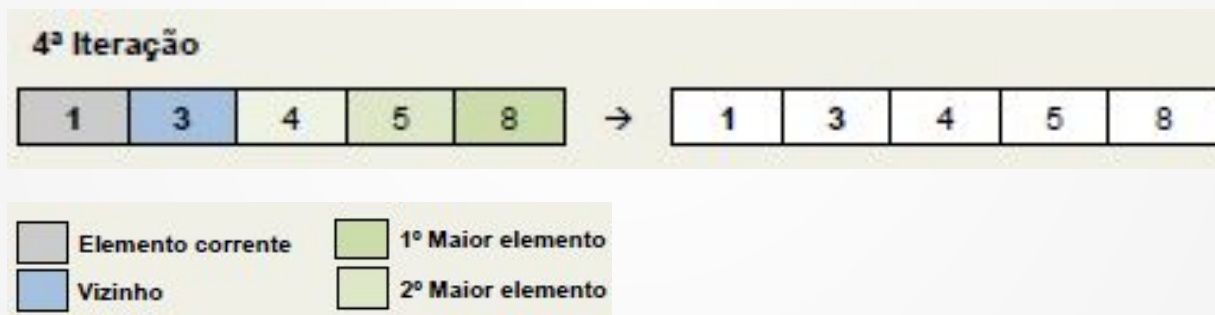 4ª Iteração
1 3 4 5 8 → 1 3 4 5 8
Elemento corrente 1º Maior elemento
Vizinho 2º Maior elemento